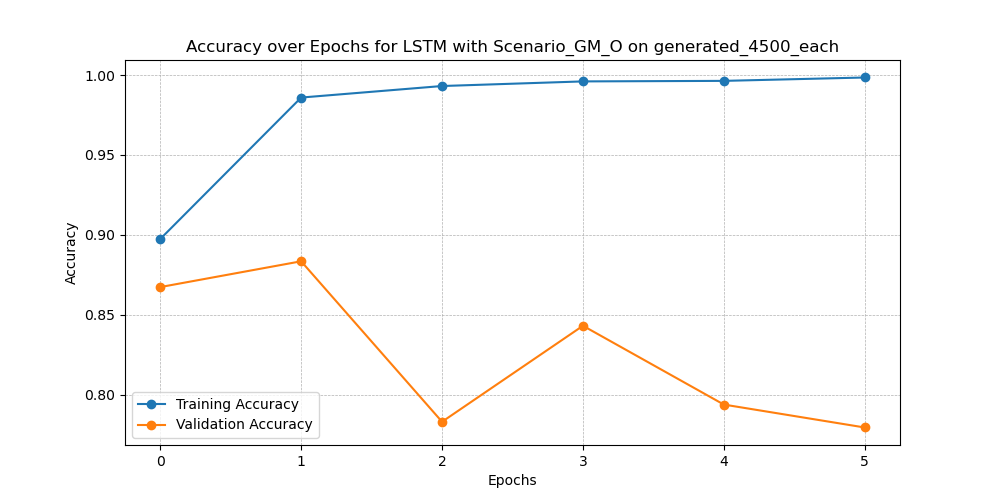 Accuracy over Epochs for LSTM with Scenario_GM_O on generated_4500_each
1.00
0.95
0.90
0.85
0.80
Accuracy
Training Accuracy
Validation Accuracy
0 1 2 3 4 5
Epochs